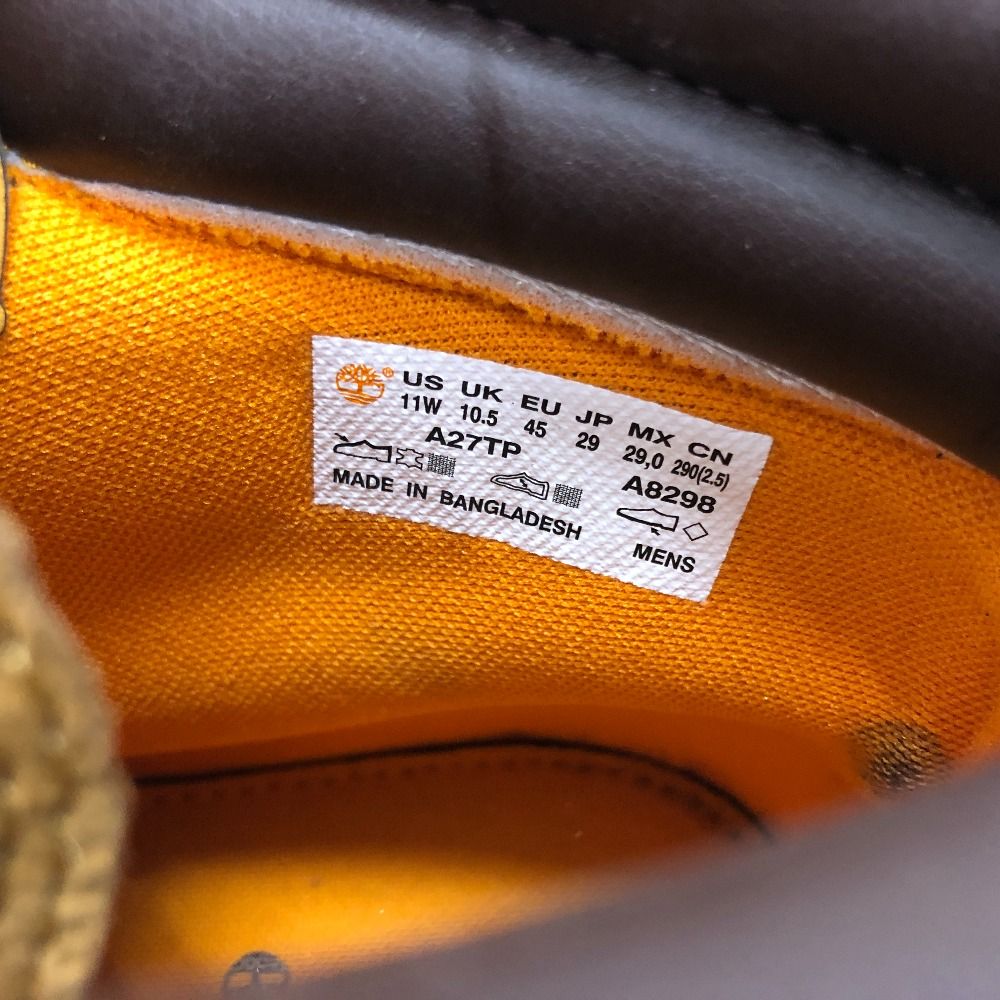 US UK EU JP MX CN
11W 10.5 45 29 29,0 290(2.5)
A27TP A8298
MADE IN BANGLADESH MENS